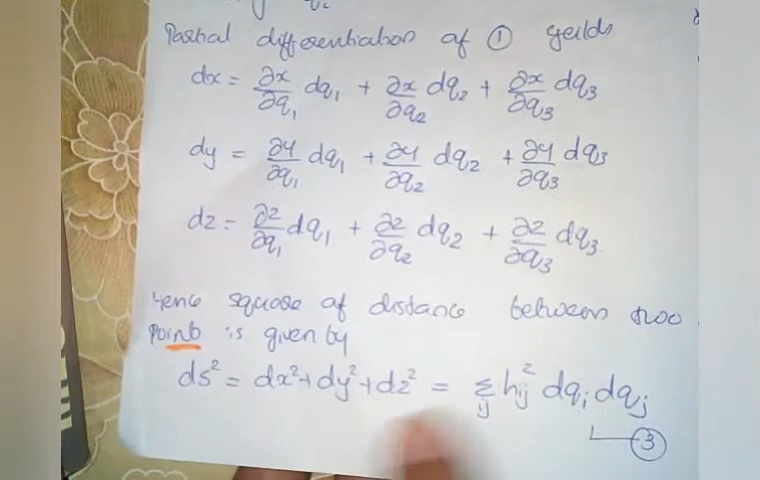 Partial differentiation of ① yeilds
dx = ∂x/∂q₁ dq₁ + ∂x/∂q₂ dq₂ + ∂x/∂q₃ dq₃
dy = ∂y/∂q₁ dq₁ + ∂y/∂q₂ dq₂ + ∂y/∂q₃ dq₃
dz = ∂z/∂q₁ dq₁ + ∂z/∂q₂ dq₂ + ∂z/∂q₃ dq₃
Hence square of distance between two
point is given by
ds² = dx² + dy² + dz² = Σ_ij h_ij² dq_i dq_j
③